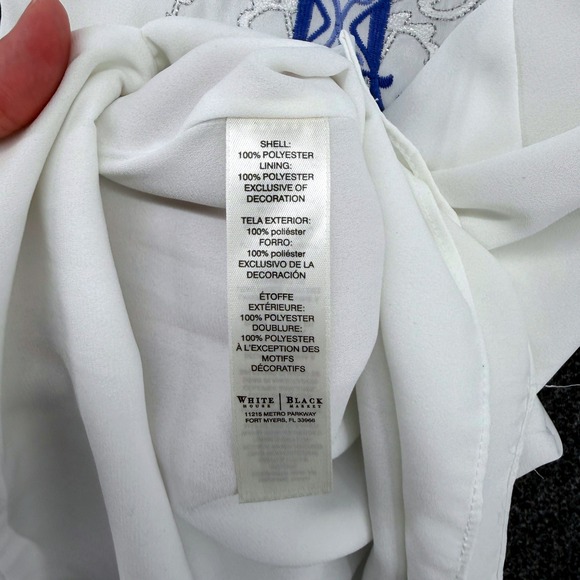 SHELL:
100% POLYESTER
LINING:
100% POLYESTER
EXCLUSIVE OF
DECORATION
TELA EXTERIOR:
100% poliéster
FORRO:
100% poliéster
EXCLUSIVO DE LA
DECORACIÓN
ÉTOFFE
EXTÉRIEURE:
100% POLYESTER
DOUBLURE:
100% POLYESTER
À L'EXCEPTION DES
MOTIFS
DÉCORATIFS
WHITE | BLACK
HOUSE MARKET
11215 METRO PARKWAY
FORT MYERS, FL 33966